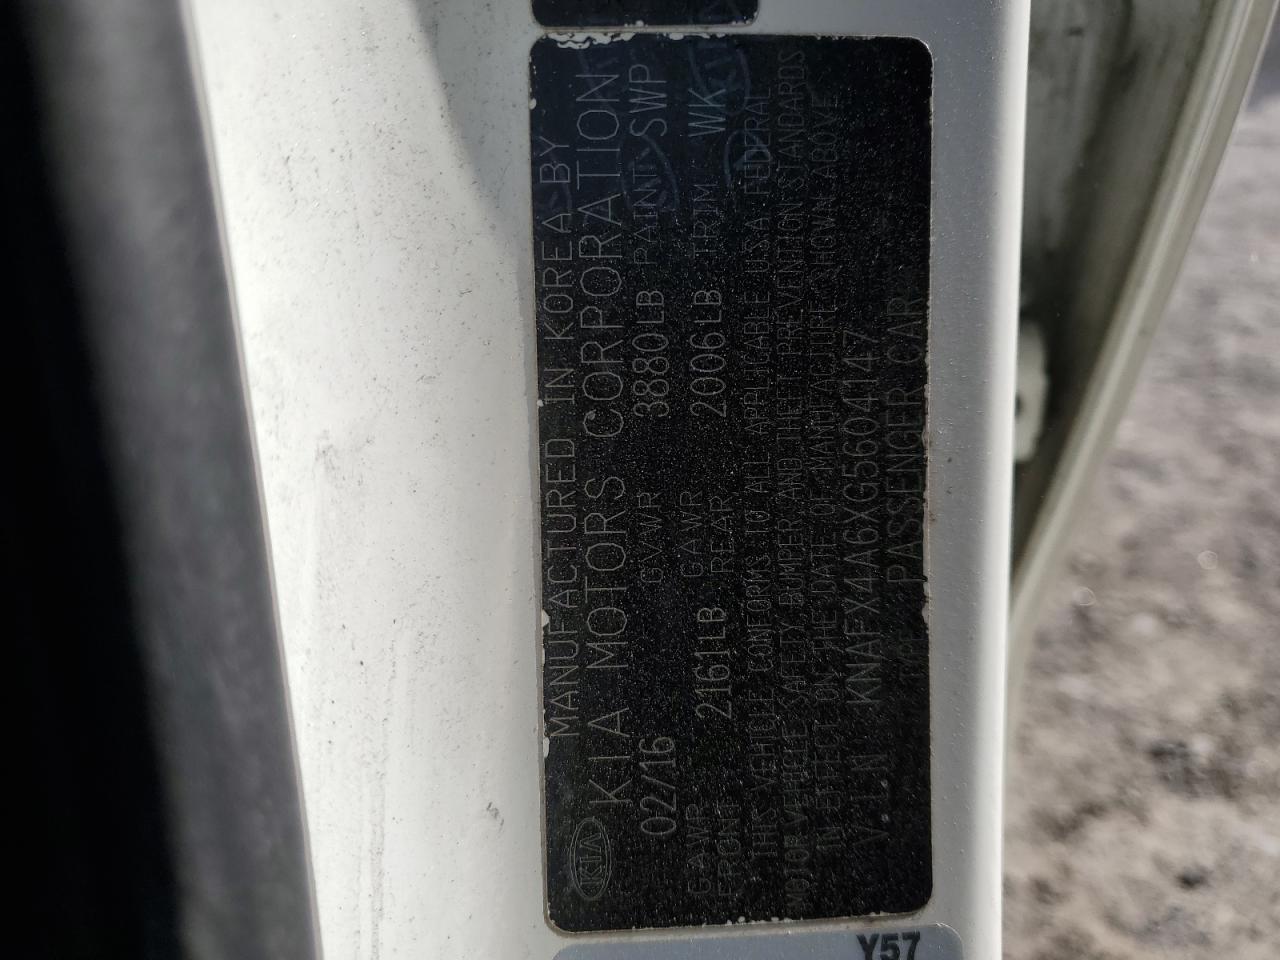 MANUFACTURED IN KOREA BY
KIA KIA MOTORS CORPORATION
02/16 GVWR 3880LB PAINT SWP
GAWR FRONT 2161LB GAWR REAR 2006LB TRIM WK
THIS VEHICLE CONFORMS TO ALL APPLICABLE U.S.A FEDERAL
MOTOR VEHICLE SAFETY BUMPER AND THEFT PREVENTION STANDARDS
IN EFFECT ON THE DATE OF MANUFACTURE SHOWN ABOVE
V.I.N KNAFX4A6XG5604147
TYPE PASSENGER CAR
Y57